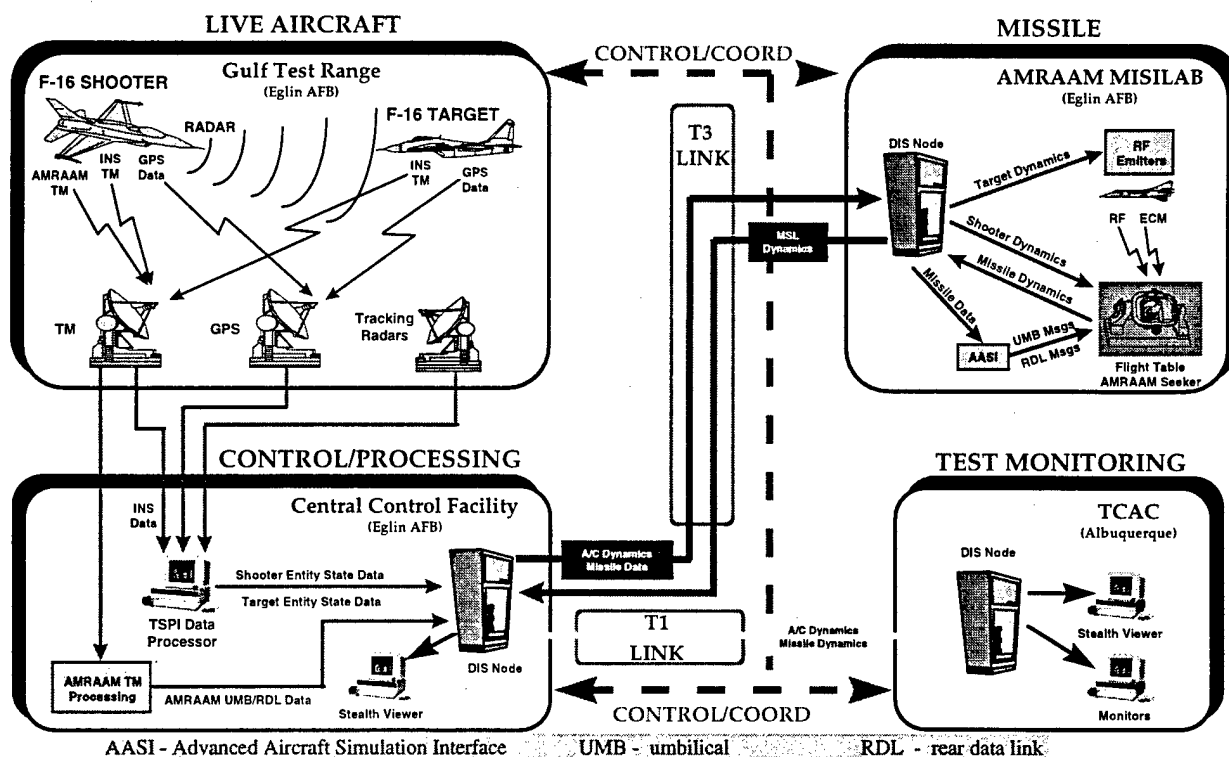 LIVE AIRCRAFT
Gulf Test Range
(Eglin AFB)
F-16 SHOOTER
RADAR
F-16 TARGET
AMRAAM
TM
INS
TM
GPS
Data
INS
TM
GPS
Data
TM
GPS
Tracking
Radars
CONTROL/COORD
T3
LINK
MSL
Dynamics
MISSILE
AMRAAM MISILAB
(Eglin AFB)
DIS Node
Target Dynamics
RF
Emitters
RF
ECM
Shooter Dynamics
Missile Dynamics
Missile Data
AASI
UMB Msgs
RDL Msgs
Flight Table
AMRAAM Seeker
CONTROL/PROCESSING
Central Control Facility
(Eglin AFB)
INS
Data
TSPI Data
Processor
Shooter Entity State Data
Target Entity State Data
DIS Node
AMRAAM TM
Processing
AMRAAM UMB/RDL Data
Stealth Viewer
A/C Dynamics
Missile Data
T1
LINK
A/C Dynamics
Missile Dynamics
CONTROL/COORD
TEST MONITORING
TCAC
(Albuquerque)
DIS Node
Stealth Viewer
Monitors
AASI - Advanced Aircraft Simulation Interface UMB - umbilical RDL - rear data link